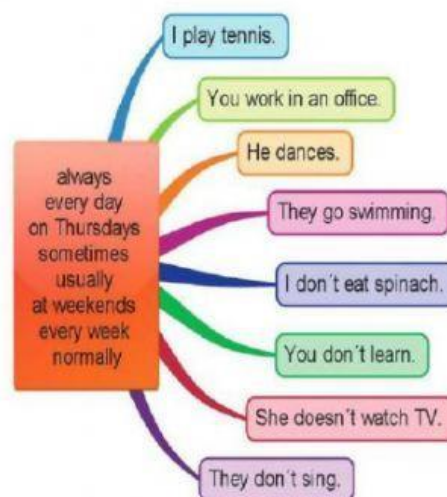 always
every day
on Thursdays
sometimes
usually
at weekends
every week
normally
I play tennis.
You work in an office.
He dances.
They go swimming.
I don´t eat spinach.
You don´t learn.
She doesn´t watch TV.
They don´t sing.